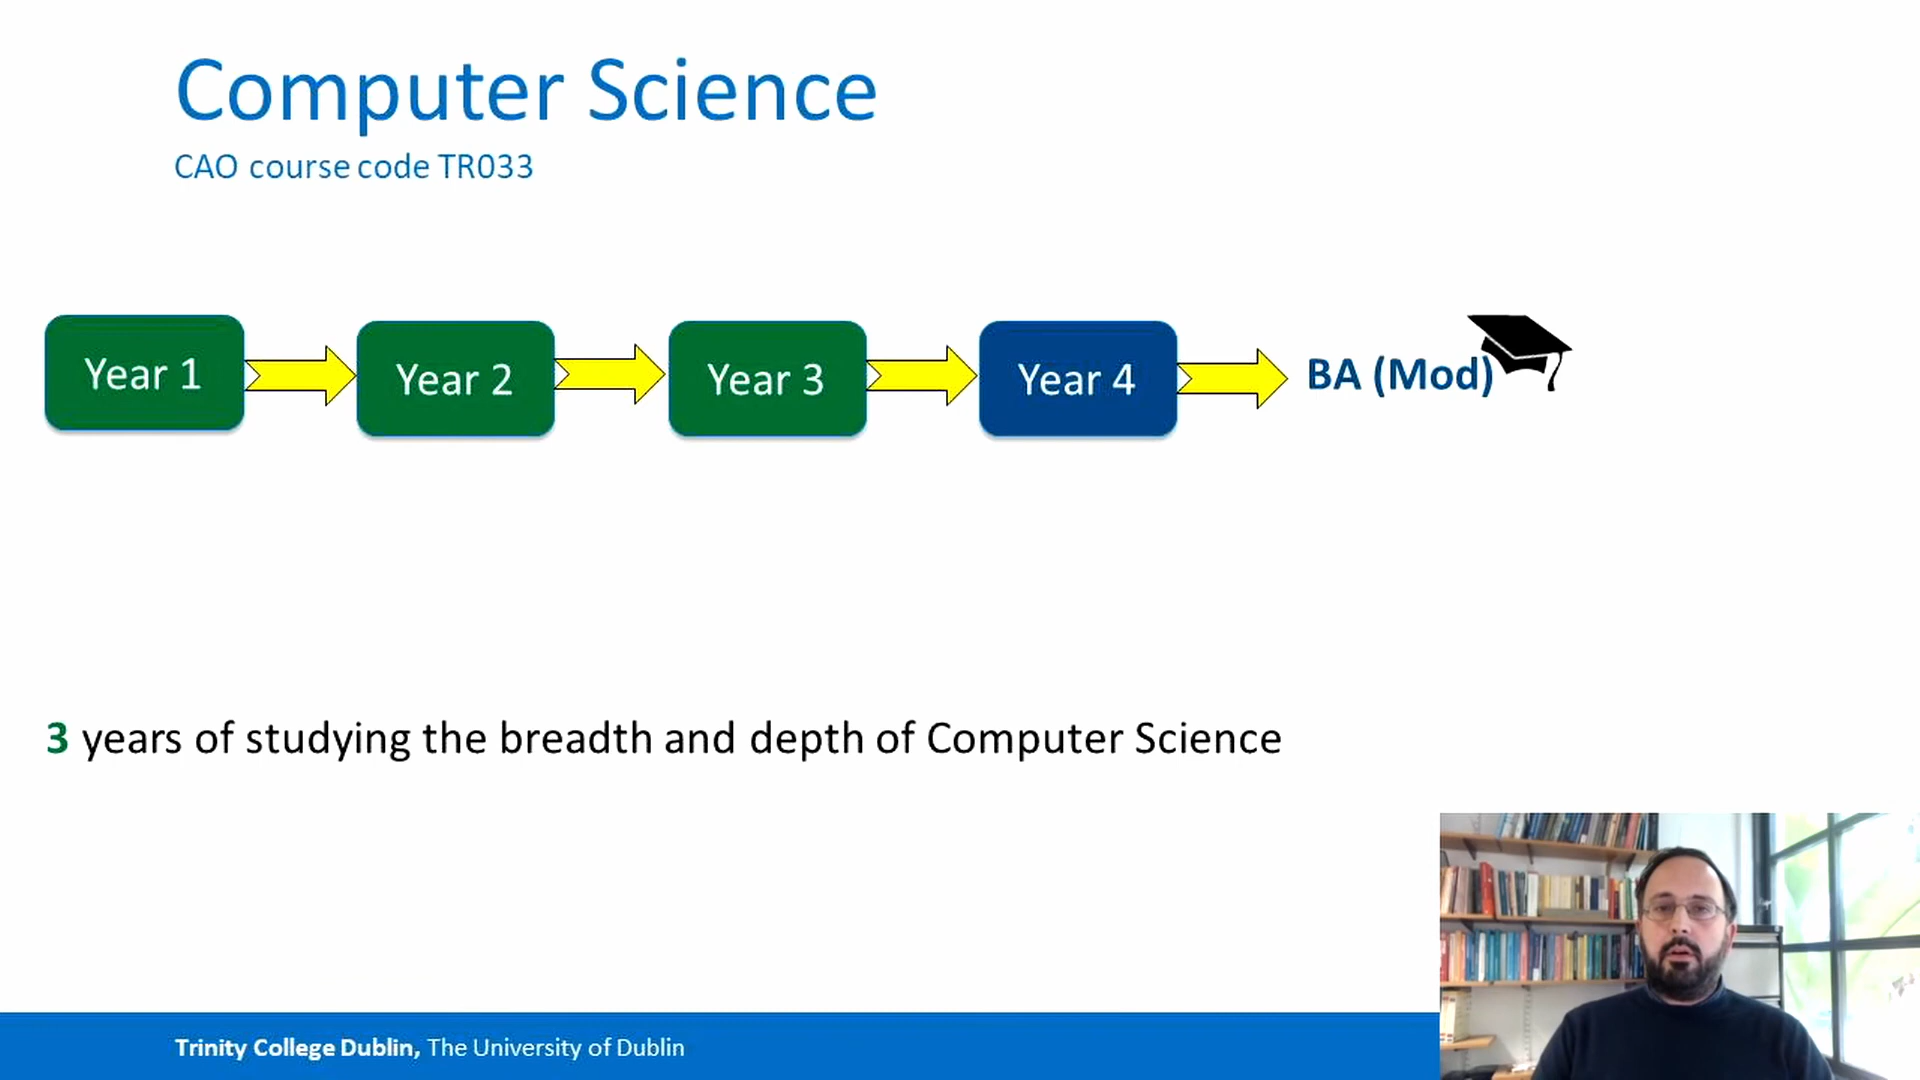 Computer Science
CAO course code TR033
Year 1
Year 2
Year 3
Year 4
BA (Mod)
3 years of studying the breadth and depth of Computer Science
Trinity College Dublin, The University of Dublin